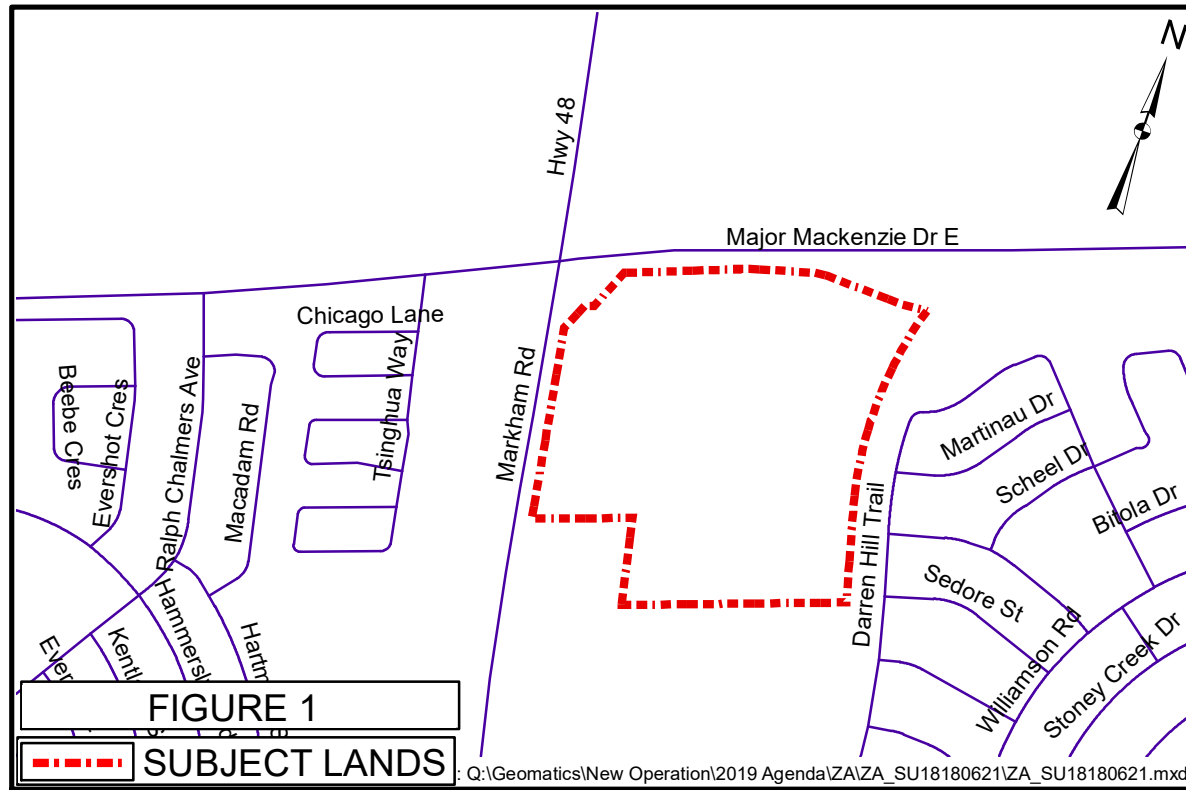 N
Hwy 48
Major Mackenzie Dr E
Chicago Lane
Tsinghua Way
Markham Rd
Beebe Cres
Evershot Cres
Ralph Chalmers Ave
Macadam Rd
Martinau Dr
Scheel Dr
Bitola Dr
Darren Hill Trail
Sedore St
Williamson Rd
Stoney Creek Dr
FIGURE 1
SUBJECT LANDS
: Q:\Geomatics\New Operation\2019 Agenda\ZA\ZA_SU18180621\ZA_SU18180621.mxd